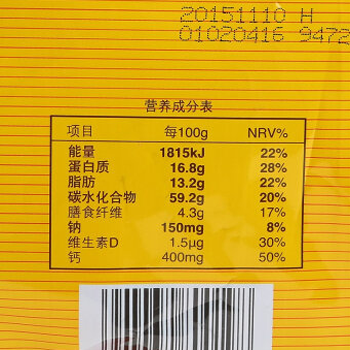 20151110 H
01020416 9472
营养成分表
项目 每100g NRV%
能量 1815kJ 22%
蛋白质 16.8g 28%
脂肪 13.2g 22%
碳水化合物 59.2g 20%
膳食纤维 4.3g 17%
钠 150mg 8%
维生素D 1.5μg 30%
钙 400mg 50%